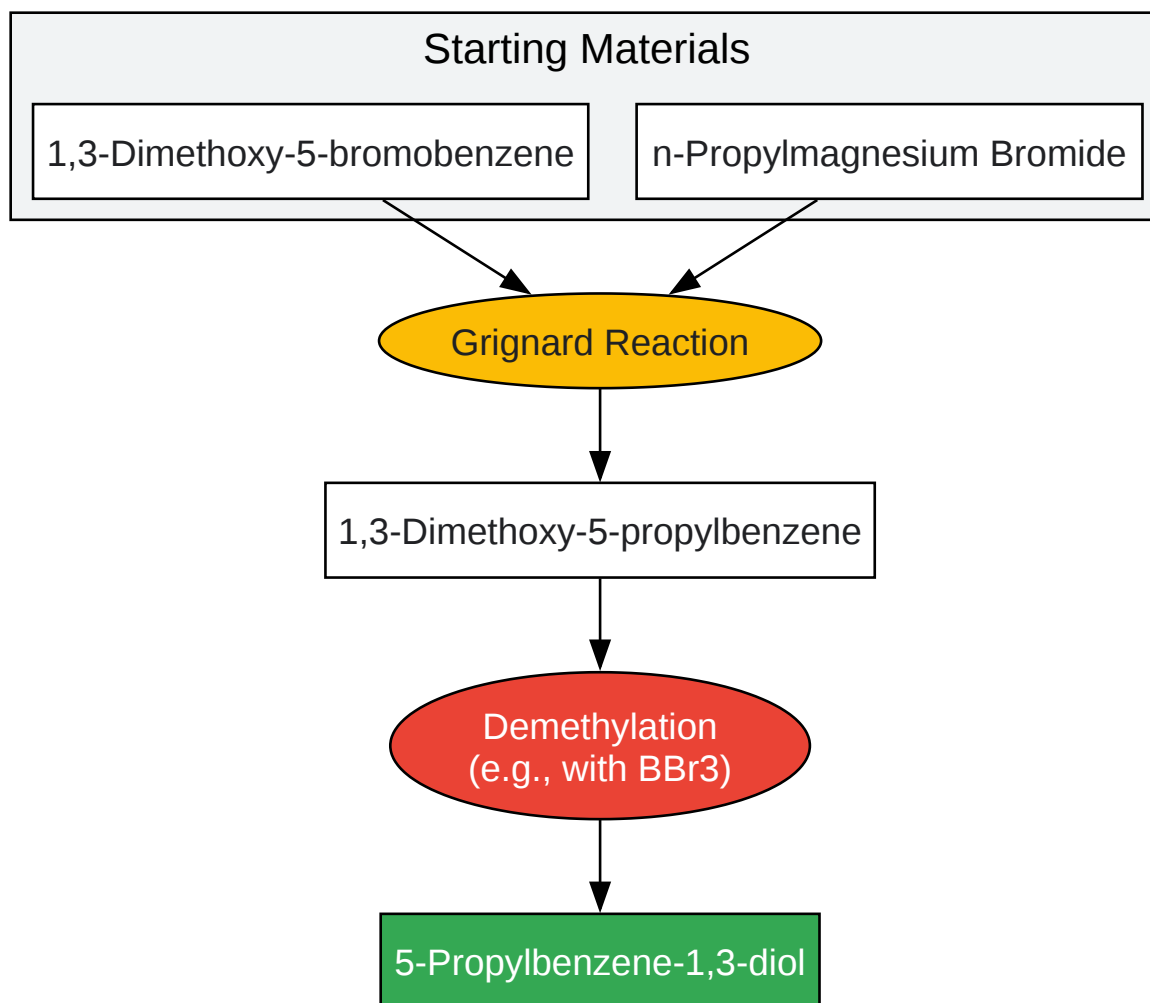 Starting Materials
1,3-Dimethoxy-5-bromobenzene
n-Propylmagnesium Bromide
Grignard Reaction
1,3-Dimethoxy-5-propylbenzene
Demethylation
(e.g., with BBr3)
5-Propylbenzene-1,3-diol